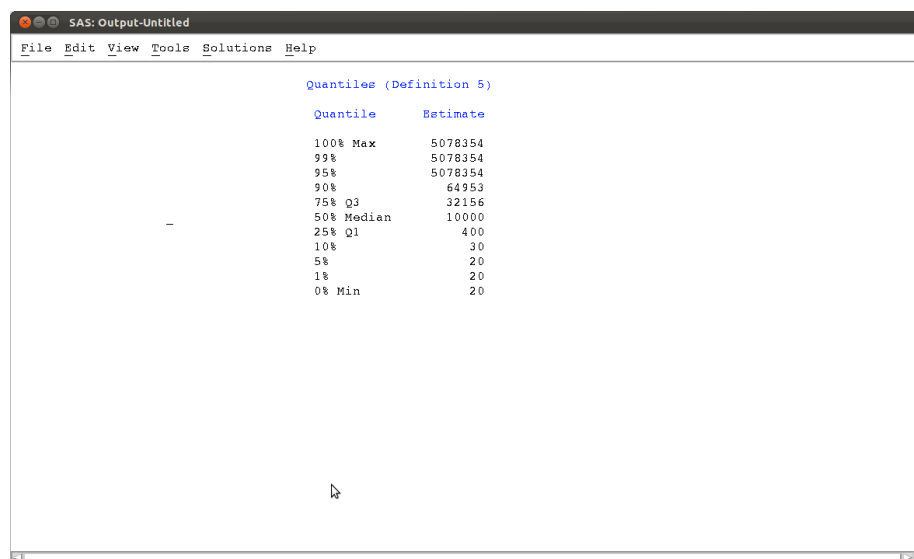 SAS: Output-Untitled
File Edit View Tools Solutions Help
Quantiles (Definition 5)
Quantile Estimate
100% Max 5078354
99% 5078354
95% 5078354
90% 64953
75% Q3 32156
50% Median 10000
25% Q1 400
10% 30
5% 20
1% 20
0% Min 20